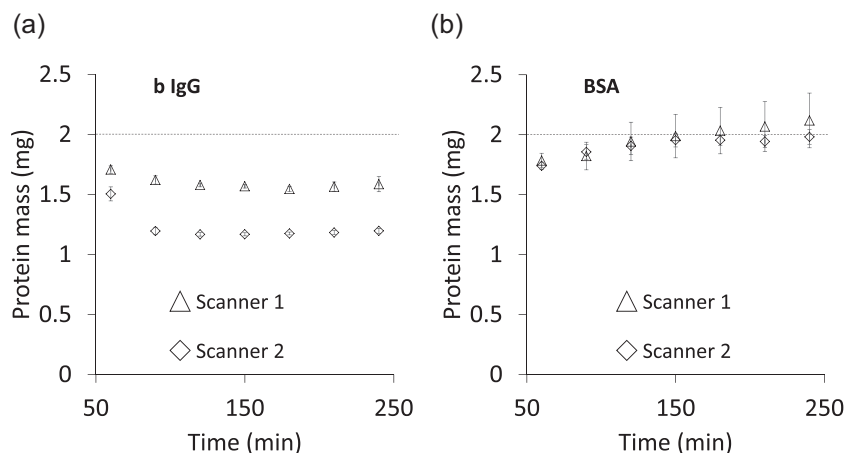 (a)
b IgG
Protein mass (mg)
2.5
2
1.5
1
0.5
0
Scanner 1
Scanner 2
50
150
250
Time (min)
(b)
BSA
Protein mass (mg)
2.5
2
1.5
1
0.5
0
Scanner 1
Scanner 2
50
150
250
Time (min)